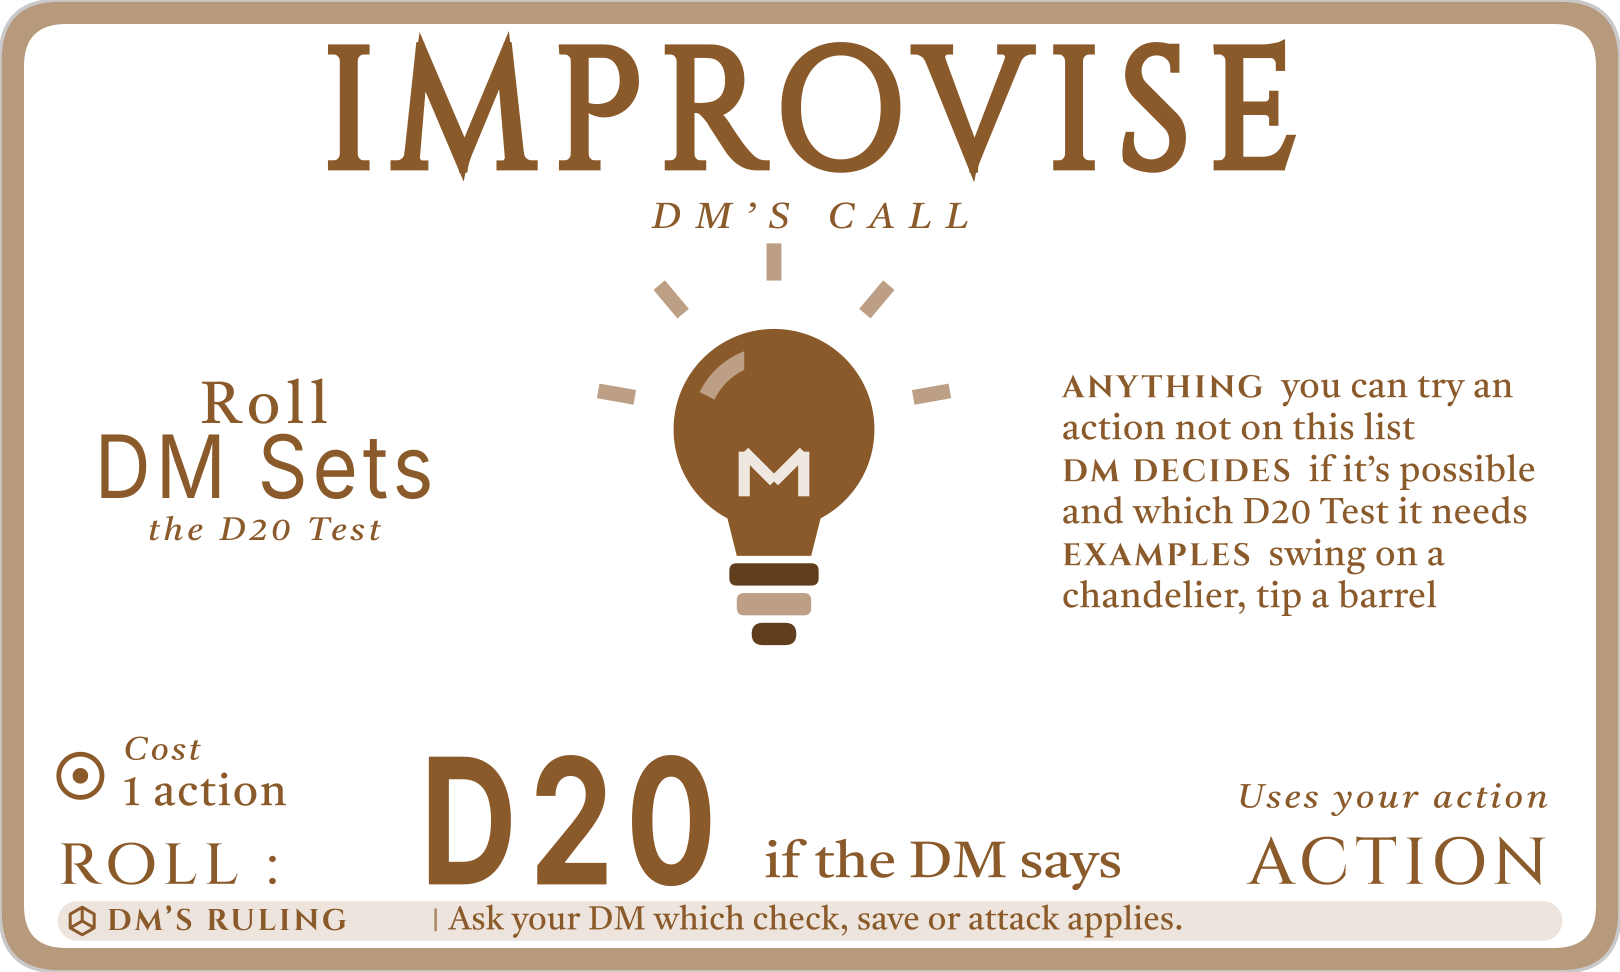 IMPROVISE
DM’S CALL
Roll
DM Sets
the D20 Test
M
ANYTHING you can try an
action not on this list
DM DECIDES if it’s possible
and which D20 Test it needs
EXAMPLES swing on a
chandelier, tip a barrel
Cost
1 action
ROLL :
D20
if the DM says
Uses your action
ACTION
DM’S RULING | Ask your DM which check, save or attack applies.